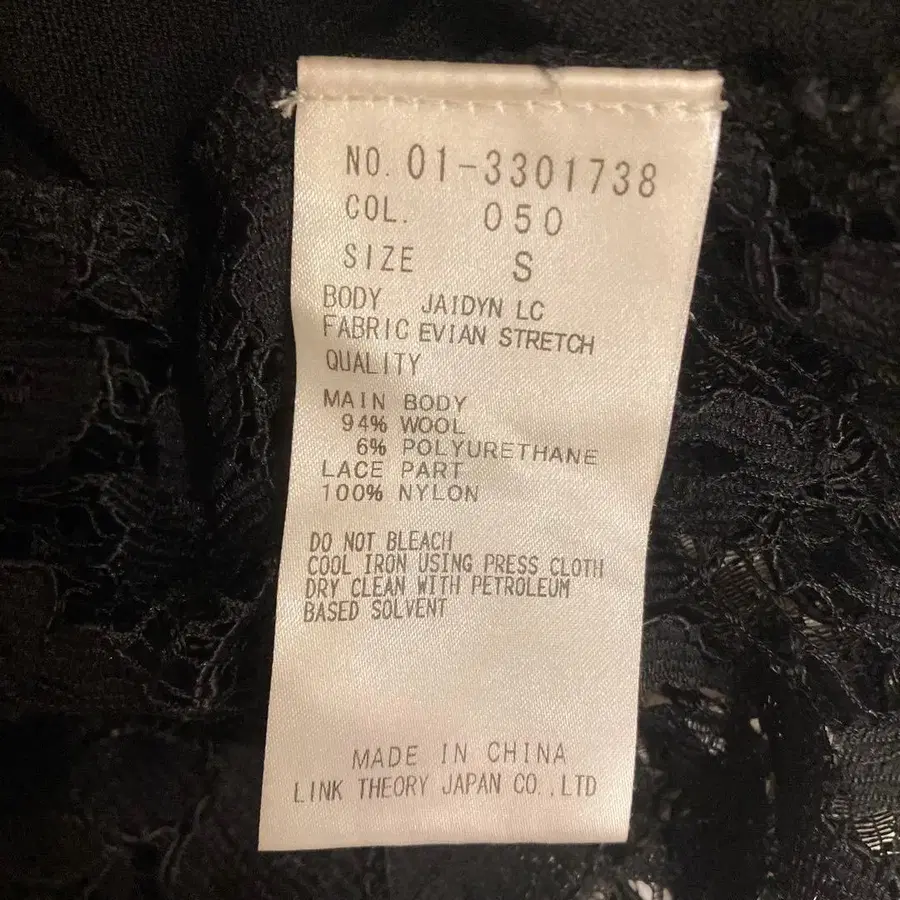 NO. 01-3301738
COL. 050
SIZE S
BODY JAIDYN LC
FABRIC EVIAN STRETCH
QUALITY
MAIN BODY
94% WOOL
6% POLYURETHANE
LACE PART
100% NYLON
DO NOT BLEACH
COOL IRON USING PRESS CLOTH
DRY CLEAN WITH PETROLEUM
BASED SOLVENT
MADE IN CHINA
LINK THEORY JAPAN CO.,LTD